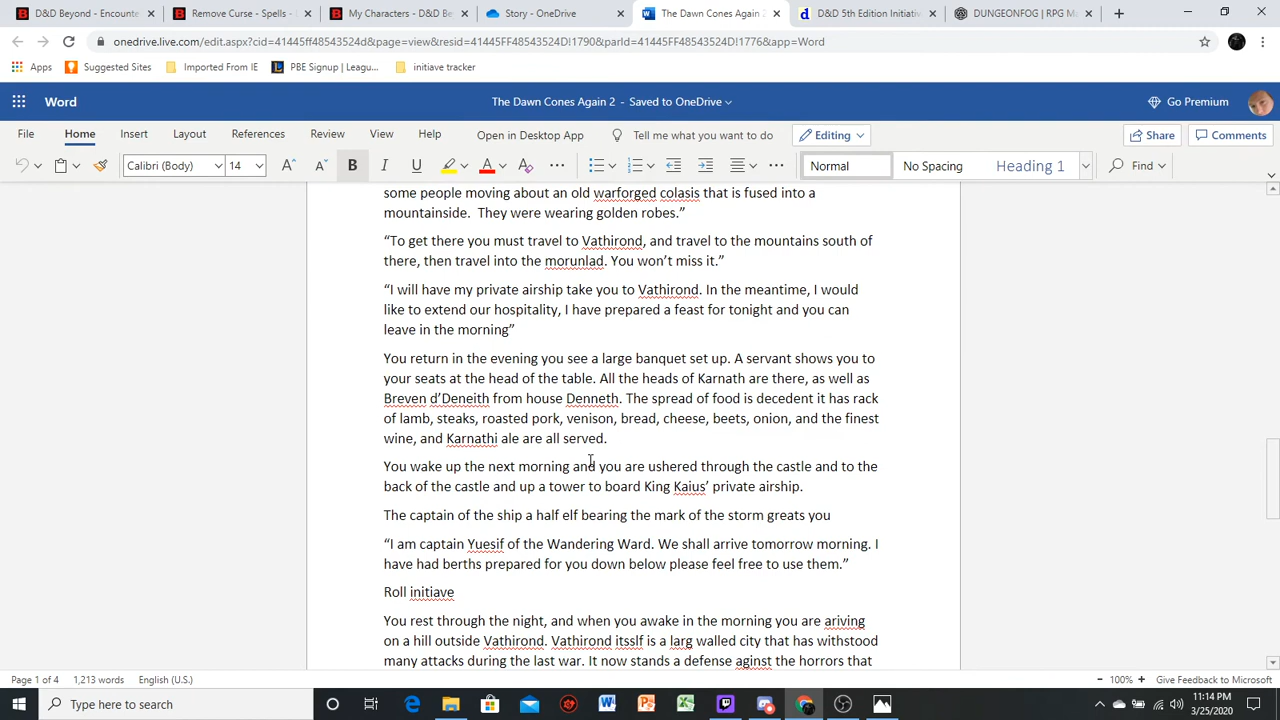 D&D Beyond - Encounte
Remove Curse - Spells -
My Characters - D&D Be
Story - OneDrive
The Dawn Cones Again 2
D&D 5th Edition Initiativ
DUNGEONFOG | RPG M
onedrive.live.com/edit.aspx?cid=41445ff48543524d&page=view&resid=41445FF48543524D!1790&parId=41445FF48543524D!1776&app=Word
Apps Suggested Sites Imported From IE PBE Signup | Leagu... initiave tracker
Word
The Dawn Cones Again 2 - Saved to OneDrive
Go Premium
File Home Insert Layout References Review View Help Open in Desktop App Tell me what you want to do Editing Share Comments
Calibri (Body) 14 A A B I U A A Normal No Spacing Heading 1 Find
some people moving about an old warforged colasis that is fused into a
mountainside.  They were wearing golden robes.”
“To get there you must travel to Vathirond, and travel to the mountains south of
there, then travel into the morunlad. You won’t miss it.”
“I will have my private airship take you to Vathirond. In the meantime, I would
like to extend our hospitality, I have prepared a feast for tonight and you can
leave in the morning”
You return in the evening you see a large banquet set up. A servant shows you to
your seats at the head of the table. All the heads of Karnath are there, as well as
Breven d’Deneith from house Denneth. The spread of food is decedent it has rack
of lamb, steaks, roasted pork, venison, bread, cheese, beets, onion, and the finest
wine, and Karnathi ale are all served.
You wake up the next morning and you are ushered through the castle and to the
back of the castle and up a tower to board King Kaius’ private airship.
The captain of the ship a half elf bearing the mark of the storm greats you
“I am captain Yuesif of the Wandering Ward. We shall arrive tomorrow morning. I
have had berths prepared for you down below please feel free to use them.”
Roll initiave
You rest through the night, and when you awake in the morning you are ariving
on a hill outside Vathirond. Vathirond itsslf is a larg walled city that has withstood
many attacks during the last war. It now stands a defense aginst the horrors that
Page 1 of 4 1,213 words English (U.S.) 100% Give Feedback to Microsoft
Type here to search
11:14 PM
3/25/2020